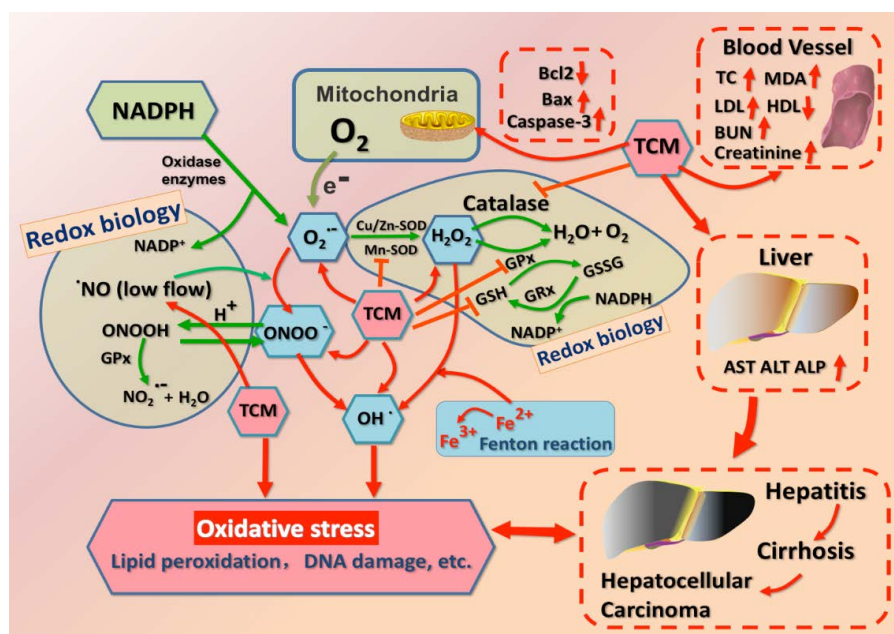 NADPH
Oxidase
enzymes
Mitochondria
O₂
e⁻
Bcl2
Bax
Caspase-3
TCM
Blood Vessel
TC MDA
LDL HDL
BUN
Creatinine
Redox biology
NADP⁺
˙NO (low flow)
H⁺
ONOOH
GPx
NO₂˙⁻ + H₂O
O₂˙⁻
Cu/Zn-SOD
Mn-SOD
H₂O₂
Catalase
H₂O + O₂
GPx
GSH
GSSG
GRx
NADPH
NADP⁺
Redox biology
ONOO⁻
TCM
TCM
OH˙
Fe²⁺
Fe³⁺
Fenton reaction
Liver
AST ALT ALP
Oxidative stress
Lipid peroxidation, DNA damage, etc.
Hepatitis
Cirrhosis
Hepatocellular
Carcinoma